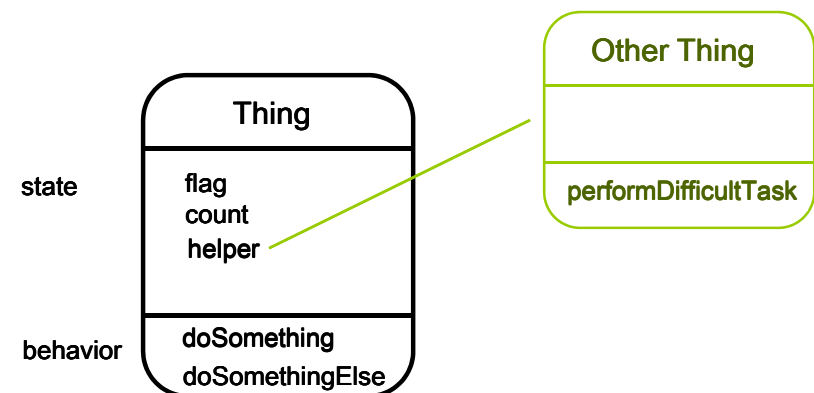 Other Thing
performDifficultTask
Thing
state
flag
count
helper
behavior
doSomething
doSomethingElse